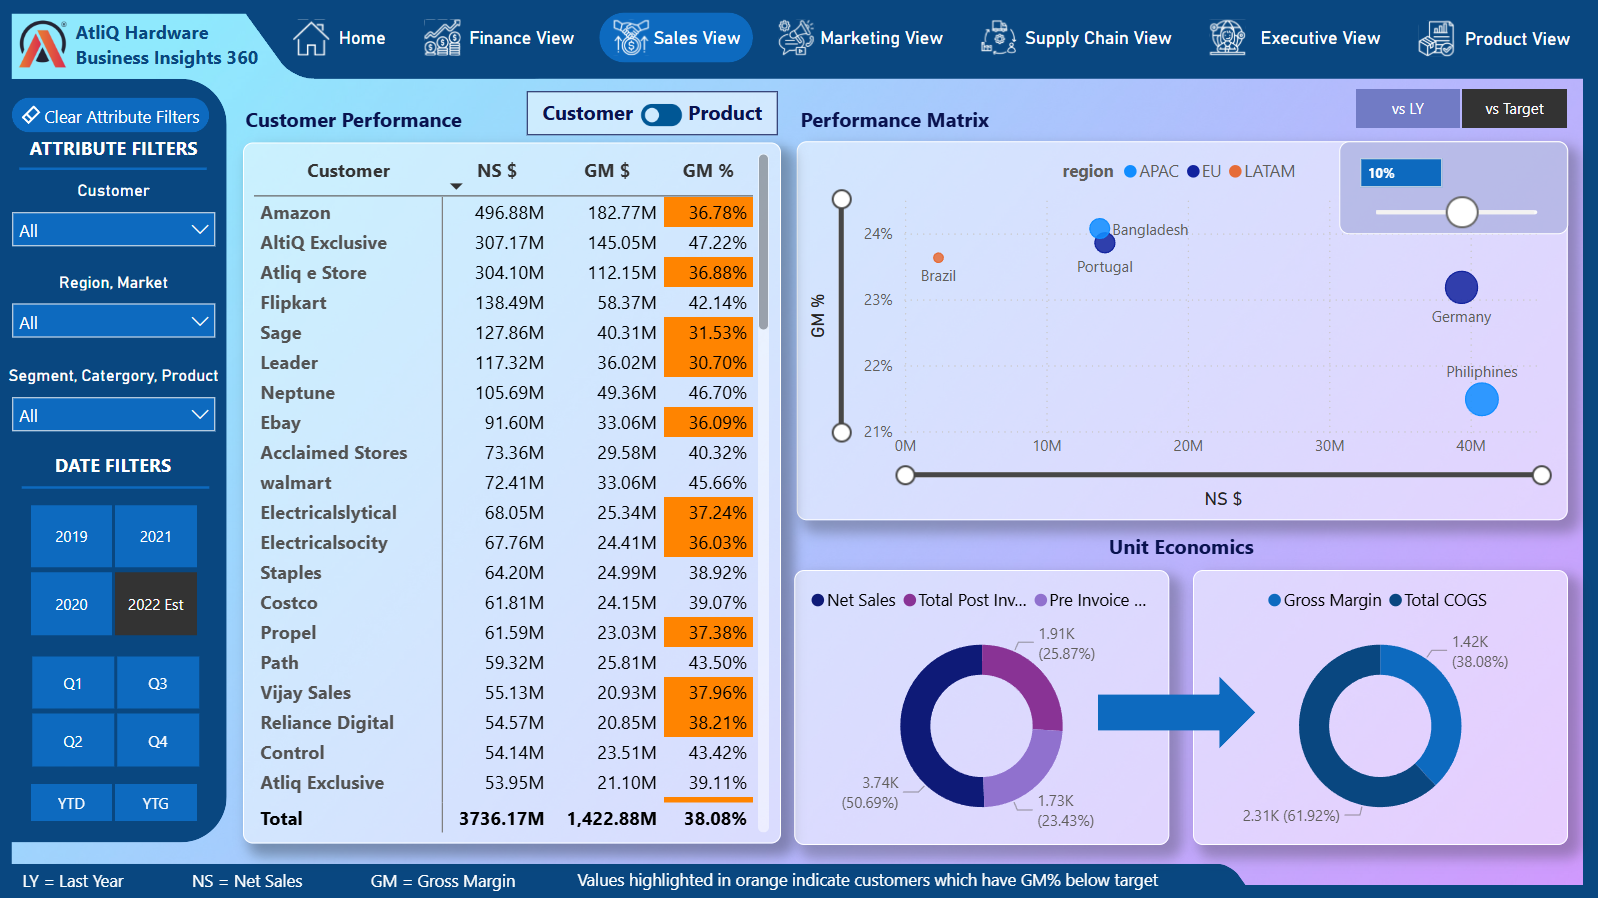 AtliQ Hardware
Business Insights 360
Home
Finance View
Sales View
Marketing View
Supply Chain View
Executive View
Product View
Clear Attribute Filters
ATTRIBUTE FILTERS
Customer
All
Region, Market
All
Segment, Catergory, Product
All
DATE FILTERS
2019 2021
2020 2022 Est
Q1 Q3
Q2 Q4
YTD YTG
Customer Performance
Customer Product
Customer NS $ GM $ GM %
Amazon 496.88M 182.77M 36.78%
AltiQ Exclusive 307.17M 145.05M 47.22%
Atliq e Store 304.10M 112.15M 36.88%
Flipkart 138.49M 58.37M 42.14%
Sage 127.86M 40.31M 31.53%
Leader 117.32M 36.02M 30.70%
Neptune 105.69M 49.36M 46.70%
Ebay 91.60M 33.06M 36.09%
Acclaimed Stores 73.36M 29.58M 40.32%
walmart 72.41M 33.06M 45.66%
Electricalslytical 68.05M 25.34M 37.24%
Electricalsocity 67.76M 24.41M 36.03%
Staples 64.20M 24.99M 38.92%
Costco 61.81M 24.15M 39.07%
Propel 61.59M 23.03M 37.38%
Path 59.32M 25.81M 43.50%
Vijay Sales 55.13M 20.93M 37.96%
Reliance Digital 54.57M 20.85M 38.21%
Control 54.14M 23.51M 43.42%
Atliq Exclusive 53.95M 21.10M 39.11%
Total 3736.17M 1,422.88M 38.08%
Performance Matrix
vs LY
vs Target
region APAC EU LATAM
10%
GM %
24%
23%
22%
21%
Bangladesh
Portugal
Brazil
Germany
Philiphines
0M 10M 20M 30M 40M
NS $
Unit Economics
Net Sales Total Post Inv... Pre Invoice ...
1.91K
(25.87%)
3.74K
(50.69%)
1.73K
(23.43%)
Gross Margin Total COGS
1.42K
(38.08%)
2.31K (61.92%)
LY = Last Year
NS = Net Sales
GM = Gross Margin
Values highlighted in orange indicate customers which have GM% below target